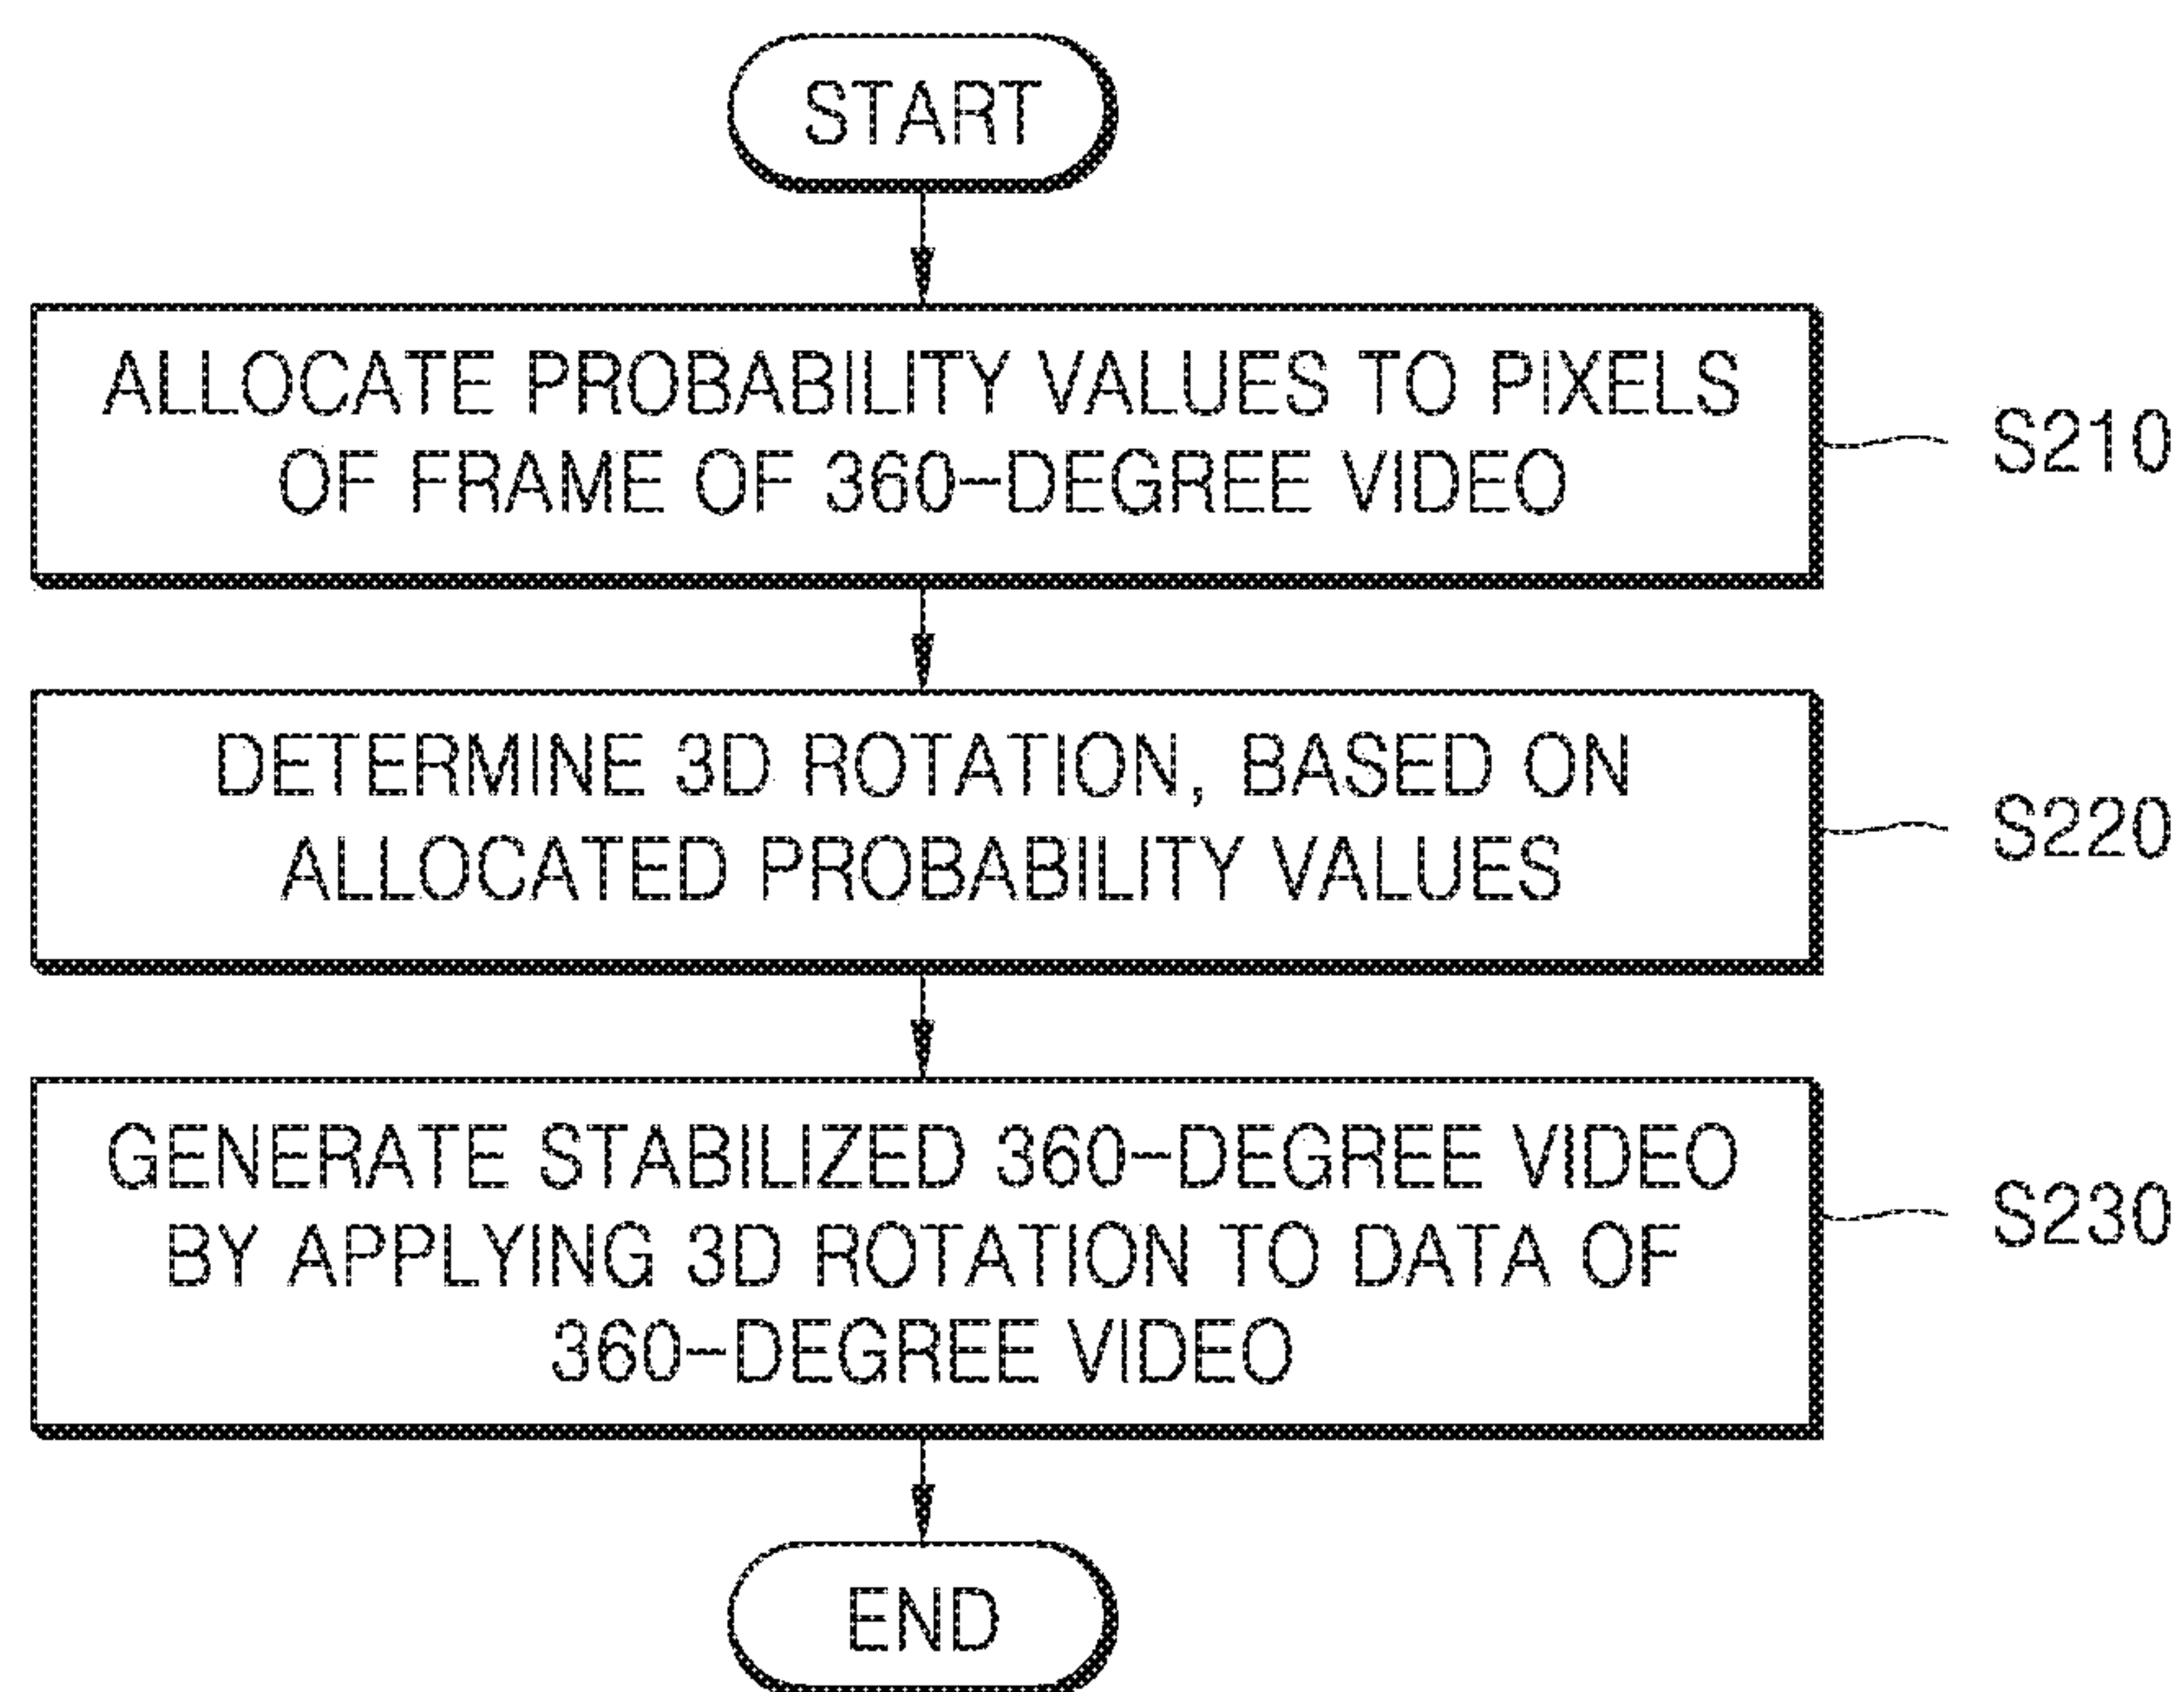 START
ALLOCATE PROBABILITY VALUES TO PIXELS
OF FRAME OF 360-DEGREE VIDEO
S210
DETERMINE 3D ROTATION, BASED ON
ALLOCATED PROBABILITY VALUES
S220
GENERATE STABILIZED 360-DEGREE VIDEO
BY APPLYING 3D ROTATION TO DATA OF
360-DEGREE VIDEO
S230
END